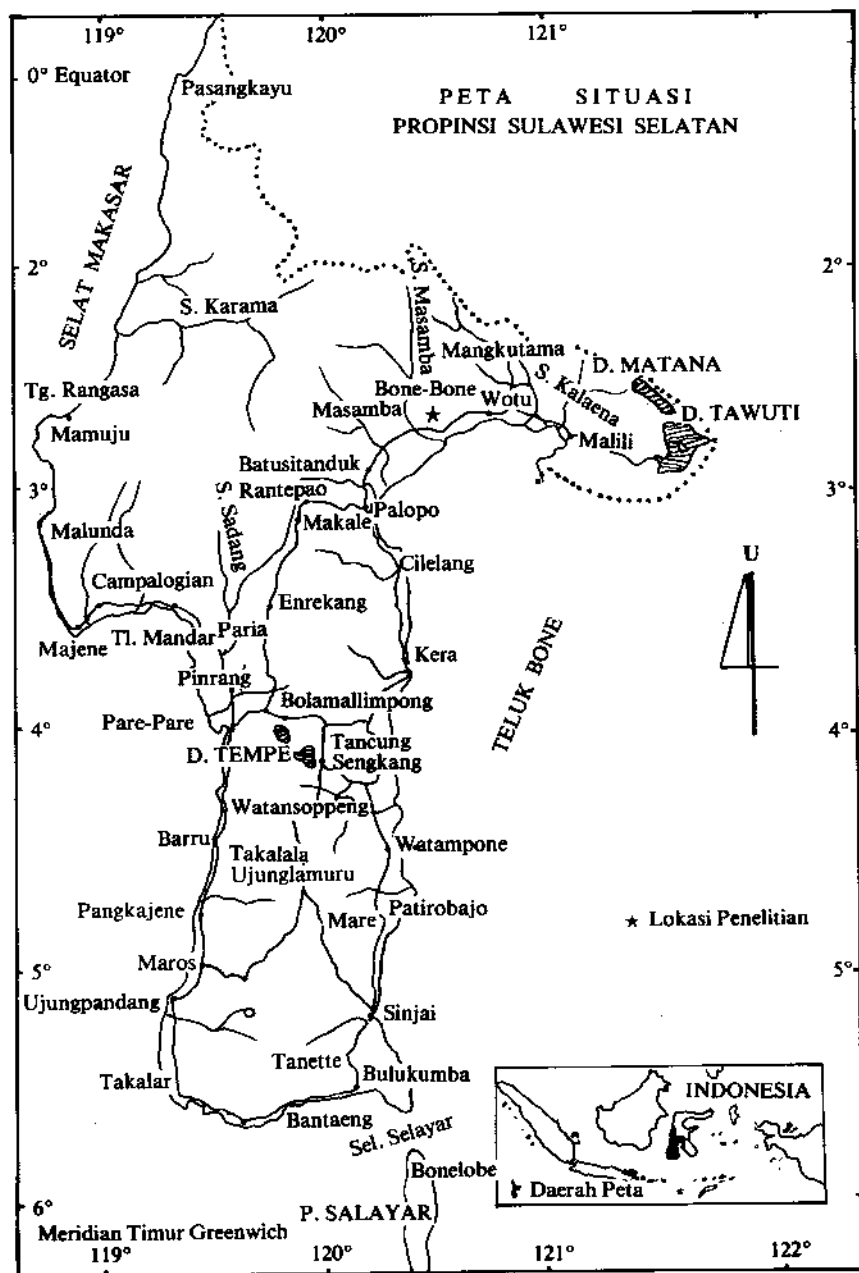 119° 120° 121°
0° Equator
Pasangkayu
PETA SITUASI
PROPINSI SULAWESI SELATAN
SELAT MAKASAR
2° 2°
S. Karama
S. Masamba
Mangkutama
S. Kalaena
D. MATANA
Tg. Rangasa
Bone-Bone
Masamba
Wotu
D. TAWUTI
Mamuju
Malili
Batusitanduk
3° 3°
Rantepao
S. Sadang
Palopo
Makale
Malunda
Cilelang
U
Campalogian
Enrekang
Tl. Mandar
Paria
Majene
Kera
TELUK BONE
Pinrang
Bolamallimpong
Pare-Pare
4° 4°
D. TEMPE
Tancung
Sengkang
Watansoppeng
Barru
Watampone
Takalala
Ujunglamuru
Pangkajene
Mare
Patirobajo
★ Lokasi Penelitian
Maros
5° 5°
Ujungpandang
Sinjai
Tanette
Takalar
Bulukumba
INDONESIA
Bantaeng
Sel. Selayar
Bonelobe
Daerah Peta
6°
P. SALAYAR
Meridian Timur Greenwich
119° 120° 121° 122°